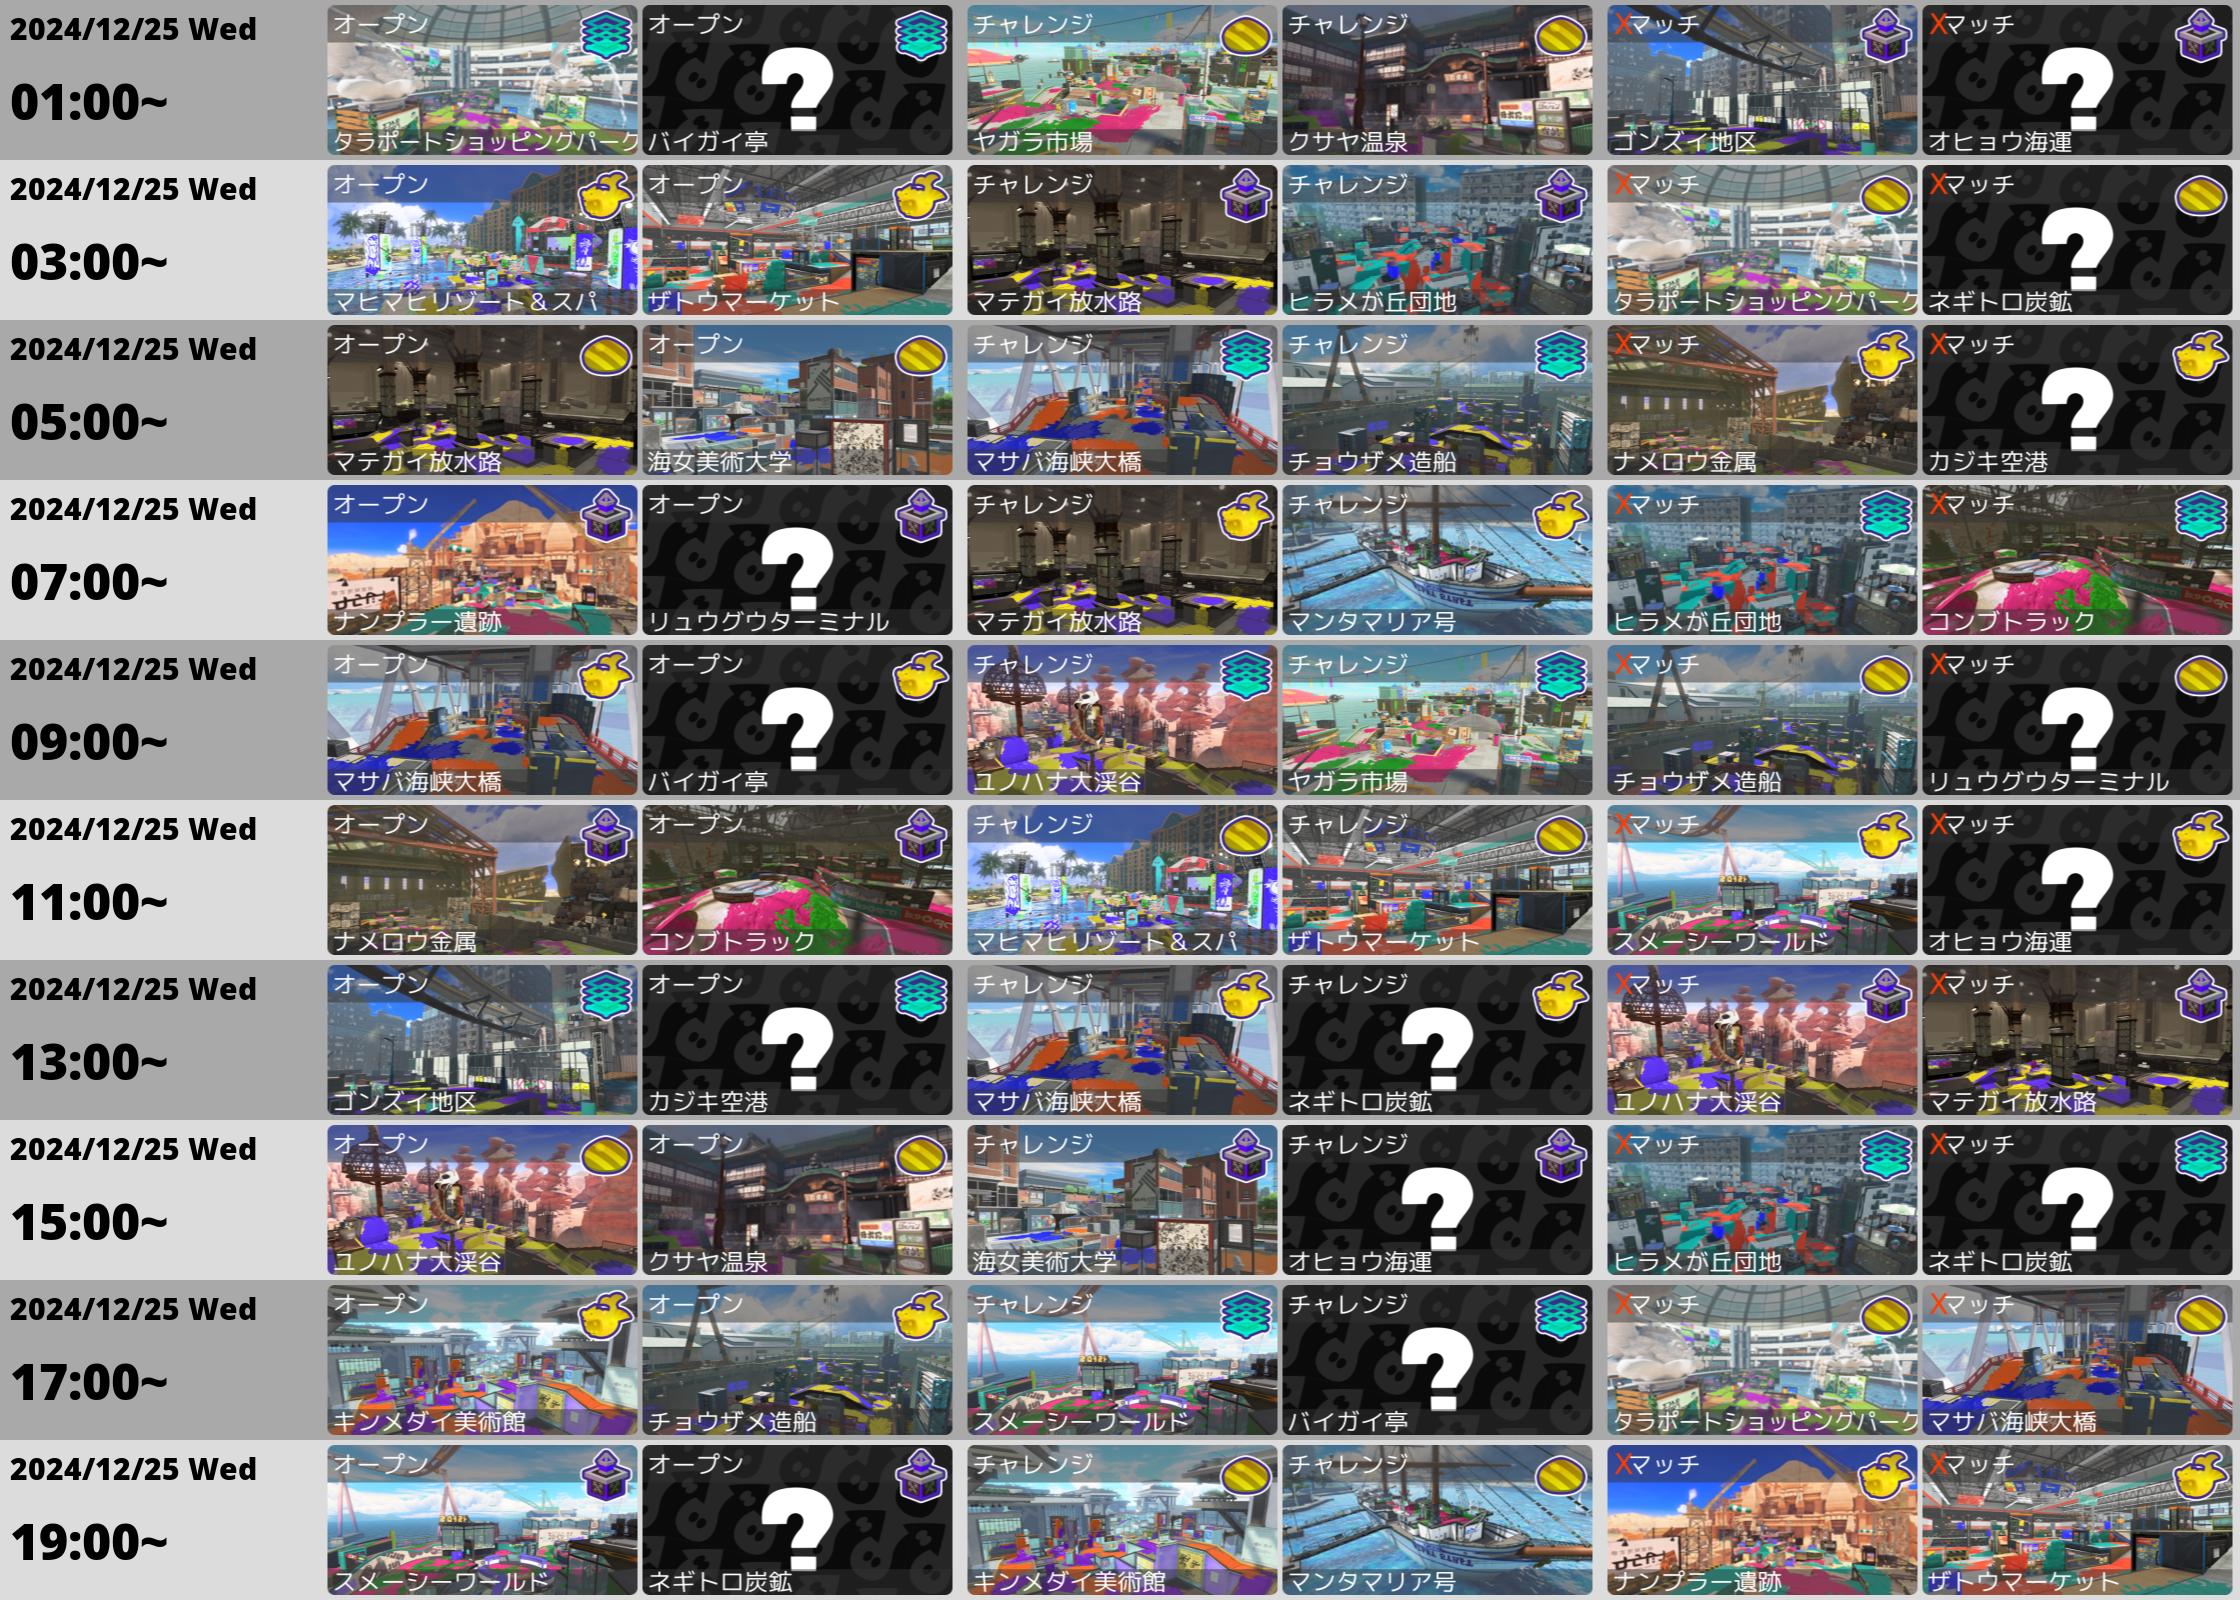 2024/12/25 Wed
01:00~
オープン
タラポートショッピングパーク
オープン
バイガイ亭
チャレンジ
ヤガラ市場
チャレンジ
クサヤ温泉
Xマッチ
ゴンズイ地区
Xマッチ
オヒョウ海運
2024/12/25 Wed
03:00~
オープン
マヒマヒリゾート&スパ
オープン
ザトウマーケット
チャレンジ
マテガイ放水路
チャレンジ
ヒラメが丘団地
Xマッチ
タラポートショッピングパーク
Xマッチ
ネギトロ炭鉱
2024/12/25 Wed
05:00~
オープン
マテガイ放水路
オープン
海女美術大学
チャレンジ
マサバ海峡大橋
チャレンジ
チョウザメ造船
Xマッチ
ナメロウ金属
Xマッチ
カジキ空港
2024/12/25 Wed
07:00~
オープン
ナンプラー遺跡
オープン
リュウグウターミナル
チャレンジ
マテガイ放水路
チャレンジ
マンタマリア号
Xマッチ
ヒラメが丘団地
Xマッチ
コンブトラック
2024/12/25 Wed
09:00~
オープン
マサバ海峡大橋
オープン
バイガイ亭
チャレンジ
ユノハナ大渓谷
チャレンジ
ヤガラ市場
Xマッチ
チョウザメ造船
Xマッチ
リュウグウターミナル
2024/12/25 Wed
11:00~
オープン
ナメロウ金属
オープン
コンブトラック
チャレンジ
マヒマヒリゾート&スパ
チャレンジ
ザトウマーケット
Xマッチ
スメーシーワールド
Xマッチ
オヒョウ海運
2024/12/25 Wed
13:00~
オープン
ゴンズイ地区
オープン
カジキ空港
チャレンジ
マサバ海峡大橋
チャレンジ
ネギトロ炭鉱
Xマッチ
ユノハナ大渓谷
Xマッチ
マテガイ放水路
2024/12/25 Wed
15:00~
オープン
ユノハナ大渓谷
オープン
クサヤ温泉
チャレンジ
海女美術大学
チャレンジ
オヒョウ海運
Xマッチ
ヒラメが丘団地
Xマッチ
ネギトロ炭鉱
2024/12/25 Wed
17:00~
オープン
キンメダイ美術館
オープン
チョウザメ造船
チャレンジ
スメーシーワールド
チャレンジ
バイガイ亭
Xマッチ
タラポートショッピングパーク
Xマッチ
マサバ海峡大橋
2024/12/25 Wed
19:00~
オープン
スメーシーワールド
オープン
ネギトロ炭鉱
チャレンジ
キンメダイ美術館
チャレンジ
マンタマリア号
Xマッチ
ナンプラー遺跡
Xマッチ
ザトウマーケット